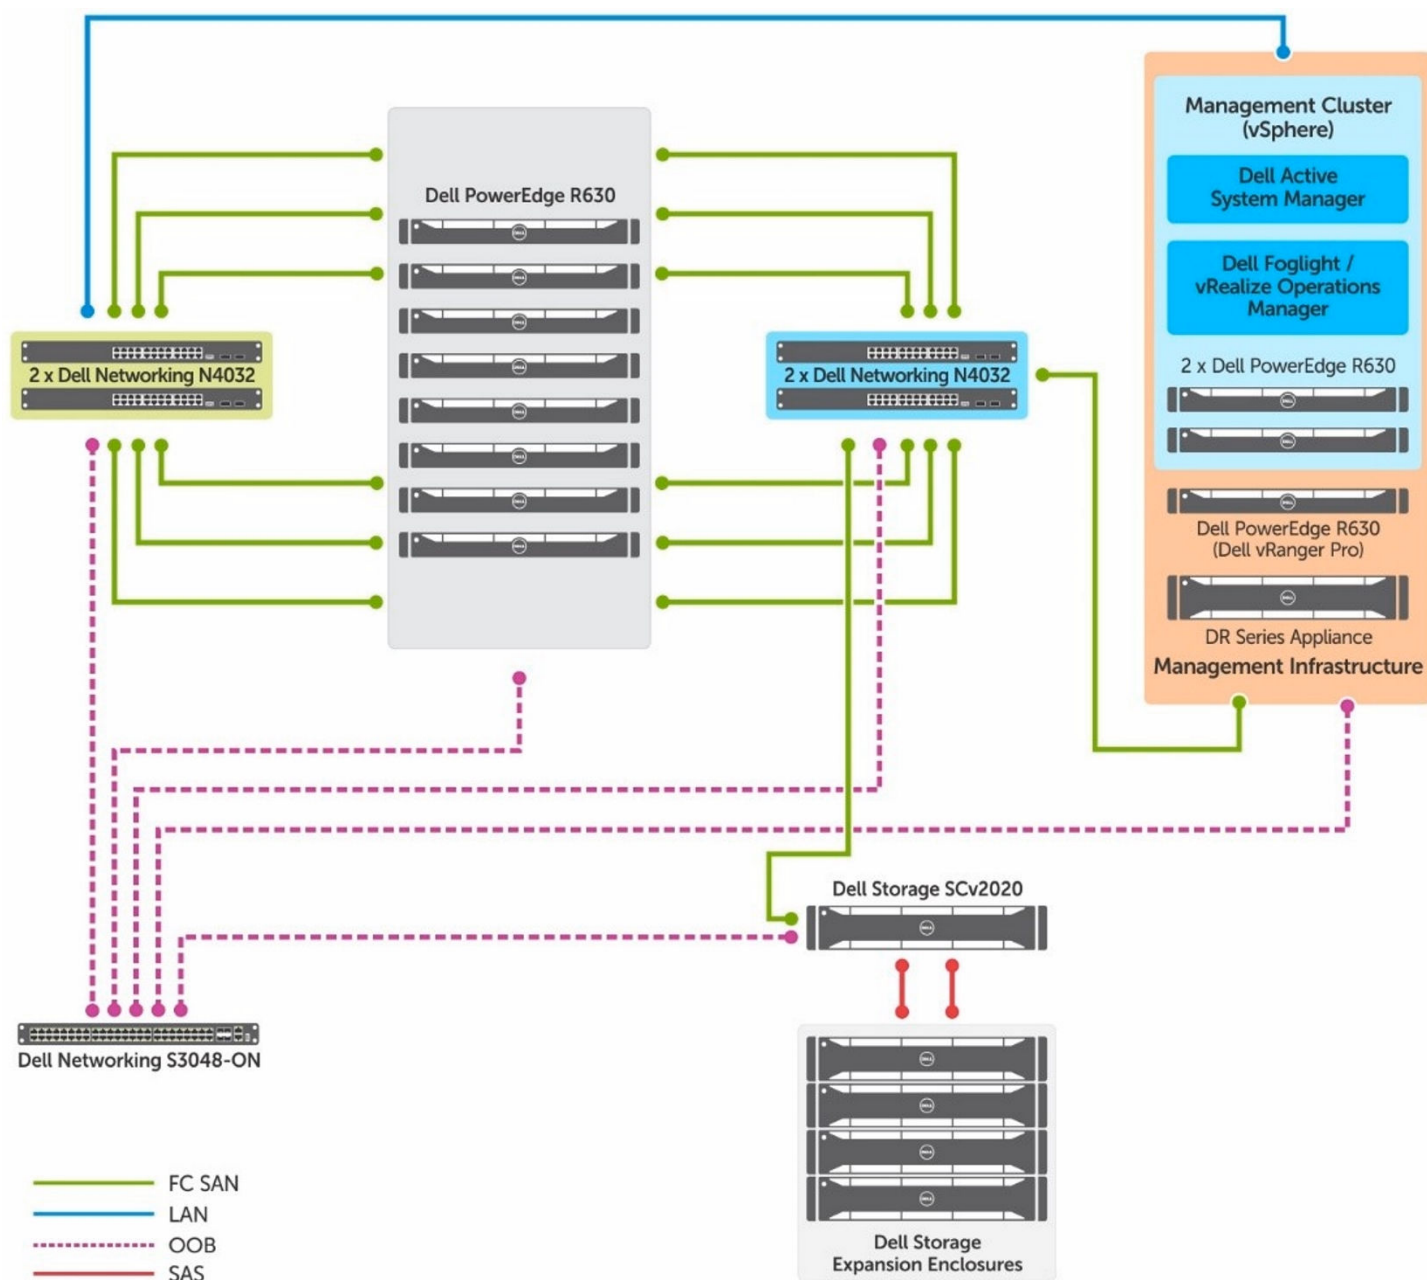 Management Cluster
(vSphere)
Dell Active
System Manager
Dell Foglight /
vRealize Operations
Manager
2 x Dell PowerEdge R630
Dell PowerEdge R630
(Dell vRanger Pro)
DR Series Appliance
Management Infrastructure
Dell PowerEdge R630
2 x Dell Networking N4032
2 x Dell Networking N4032
Dell Storage SCv2020
Dell Networking S3048-ON
Dell Storage
Expansion Enclosures
FC SAN
LAN
OOB
SAS